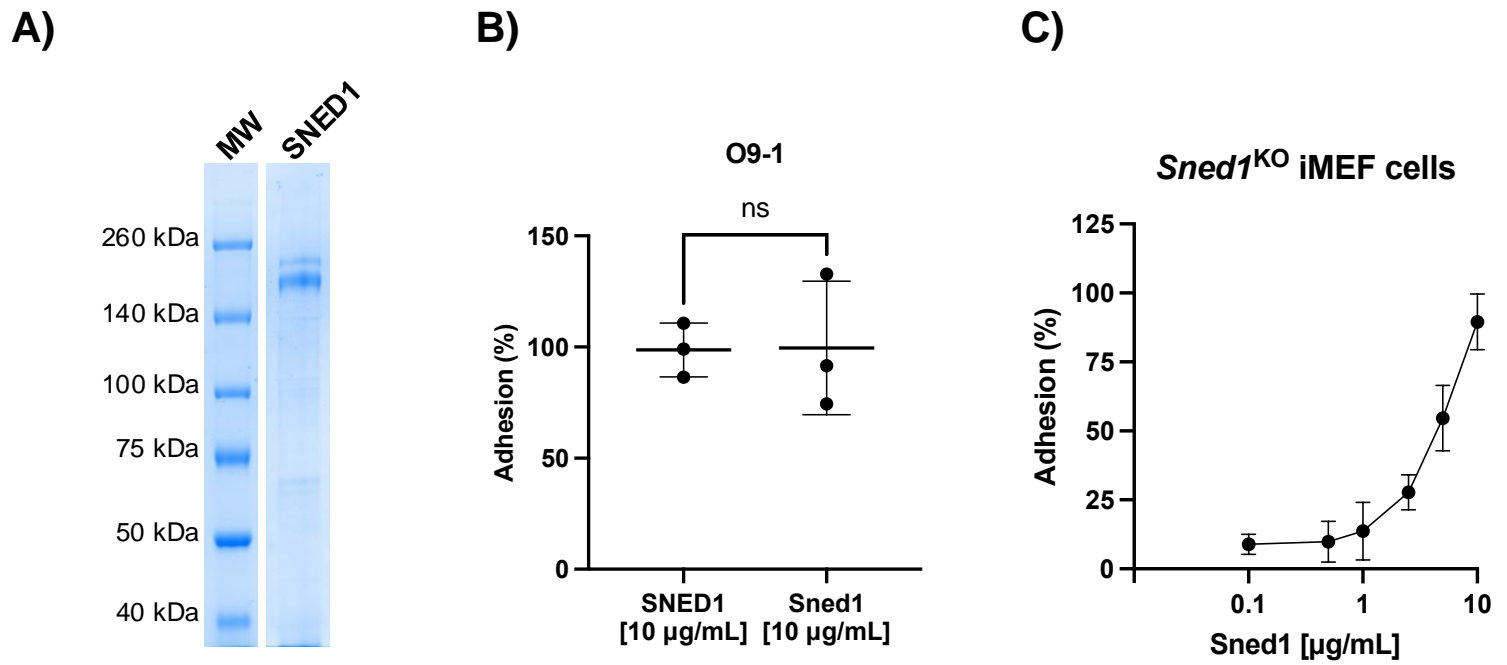 A)
MW
SNED1
260 kDa
140 kDa
100 kDa
75 kDa
50 kDa
40 kDa
B)
O9-1
ns
150
100
50
0
Adhesion (%)
SNED1 Sned1
[10 µg/mL] [10 µg/mL]
C)
Sned1KO iMEF cells
125
100
75
50
25
0
Adhesion (%)
0.1 1 10
Sned1 [µg/mL]